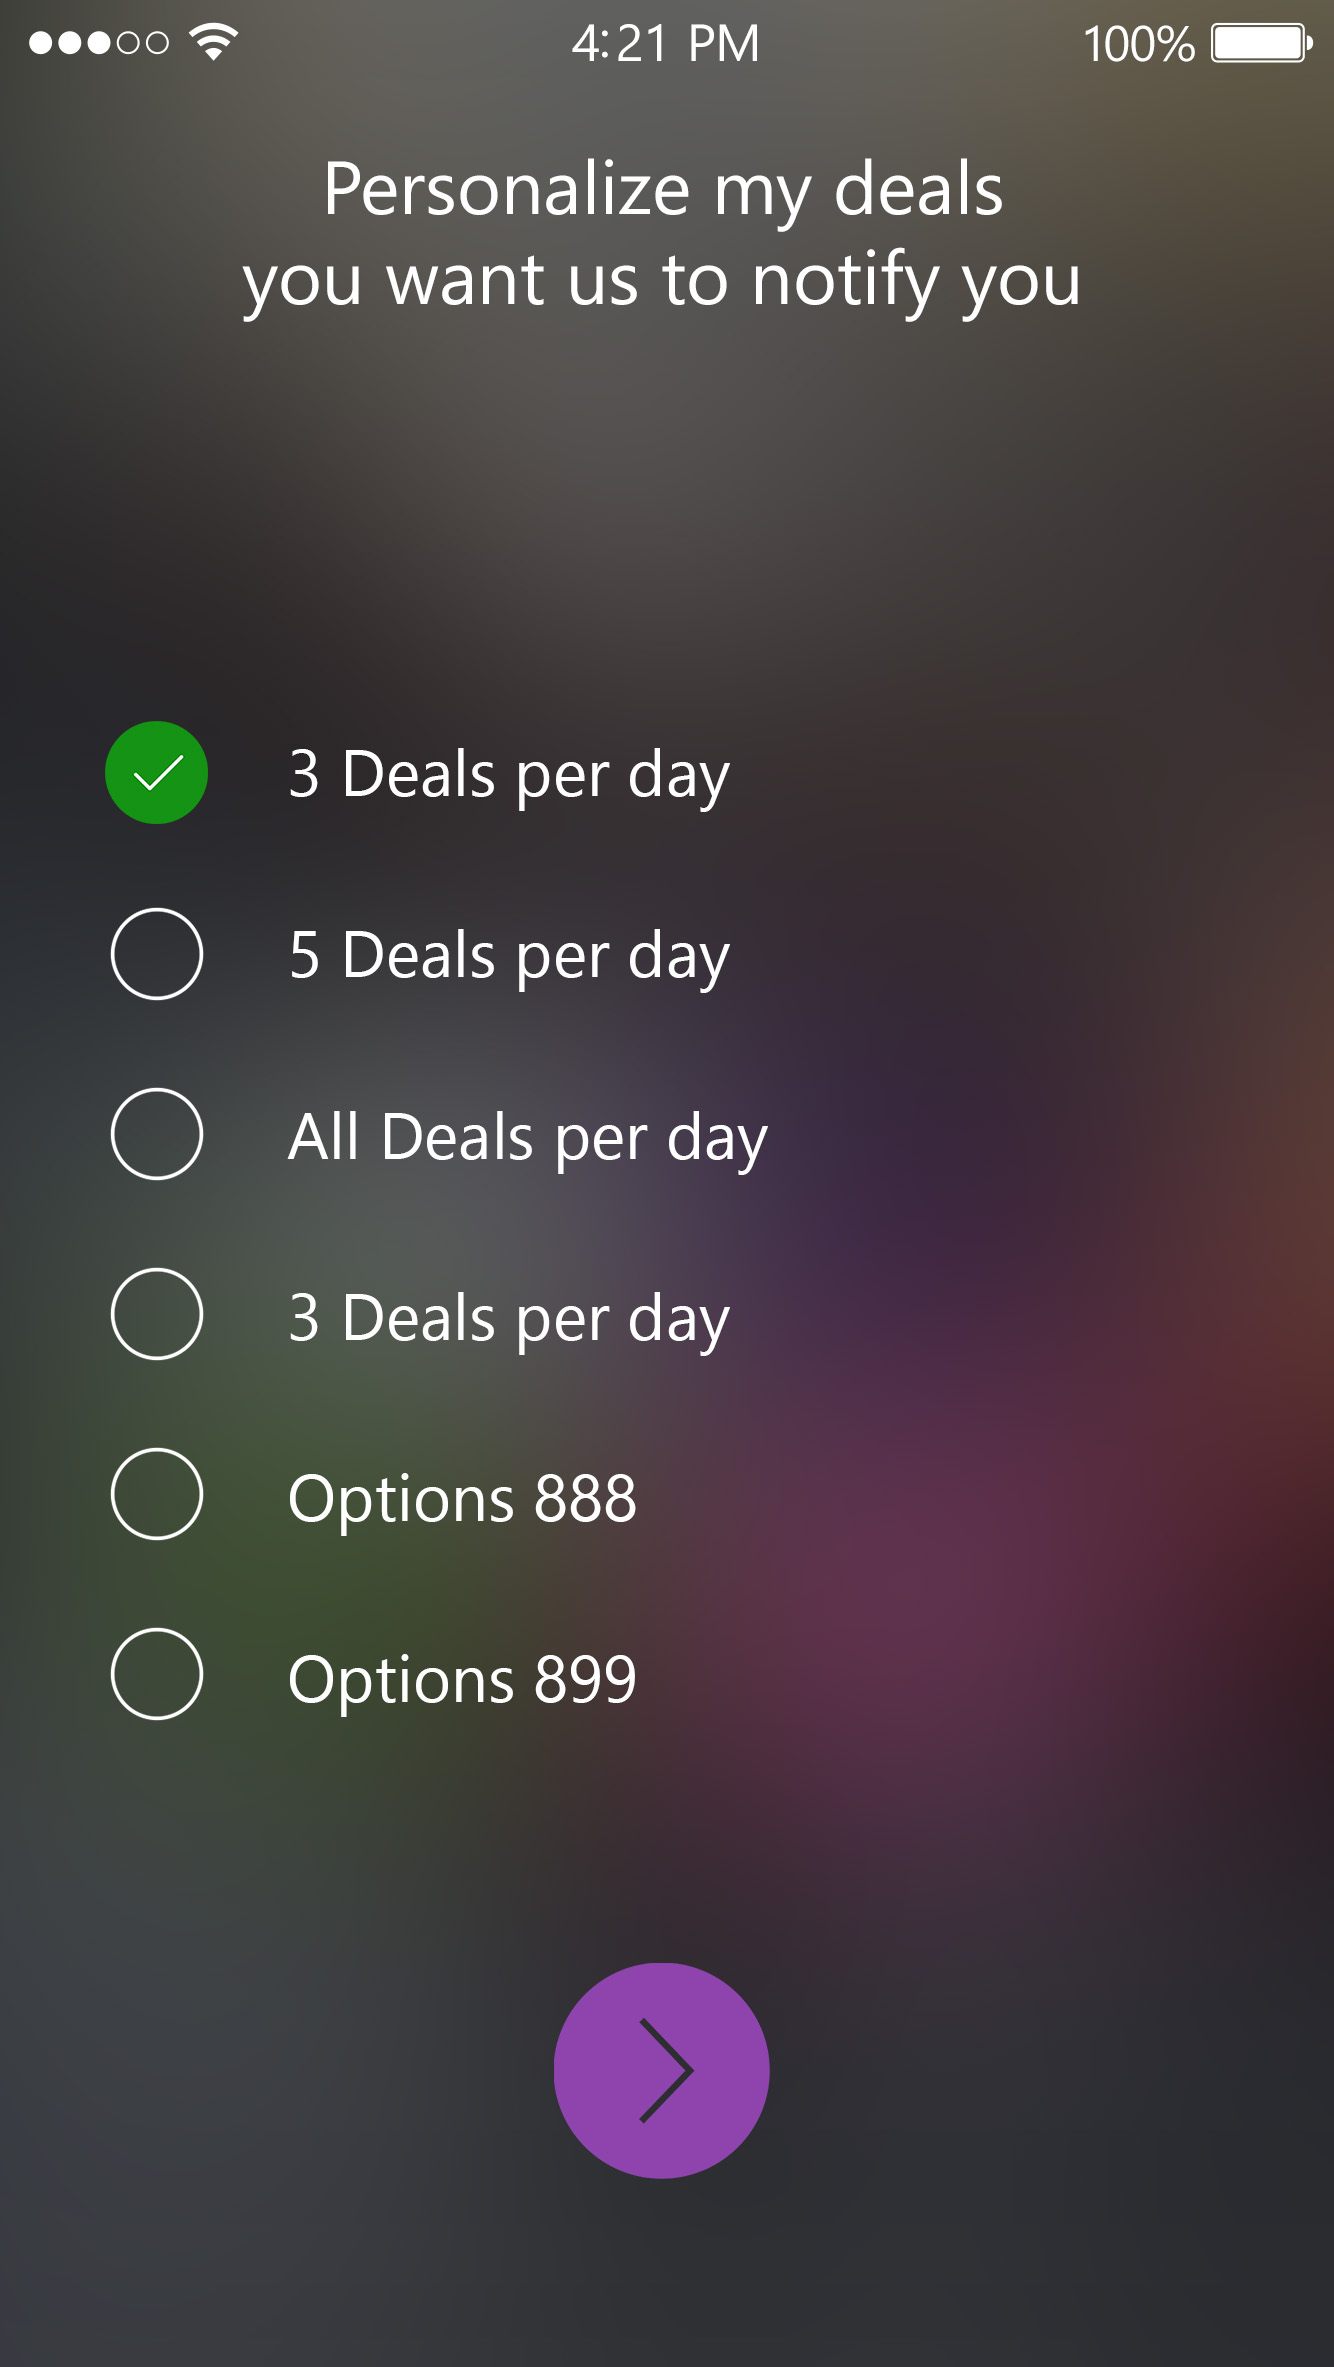 4:21 PM 100%
Personalize my deals
you want us to notify you
3 Deals per day
5 Deals per day
All Deals per day
3 Deals per day
Options 888
Options 899